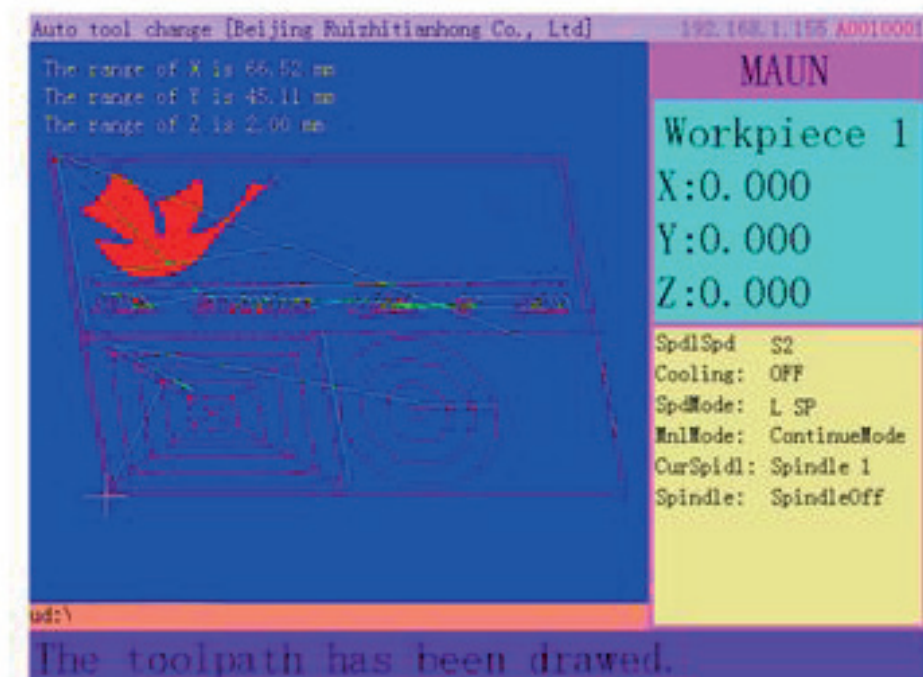 Auto tool change [Beijing Ruizhitianhong Co., Ltd]
192.168.1.155 A0010001
The range of X is 66.52 mm
The range of Y is 45.11 mm
The range of Z is 2.00 mm
MAUN
Workpiece 1
X:0.000
Y:0.000
Z:0.000
SpdlSpd S2
Cooling: OFF
SpdMode: L SP
MnlMode: ContinueMode
CurSpidl: Spindle 1
Spindle: SpindleOff
ud:\
The toolpath has been drawed.